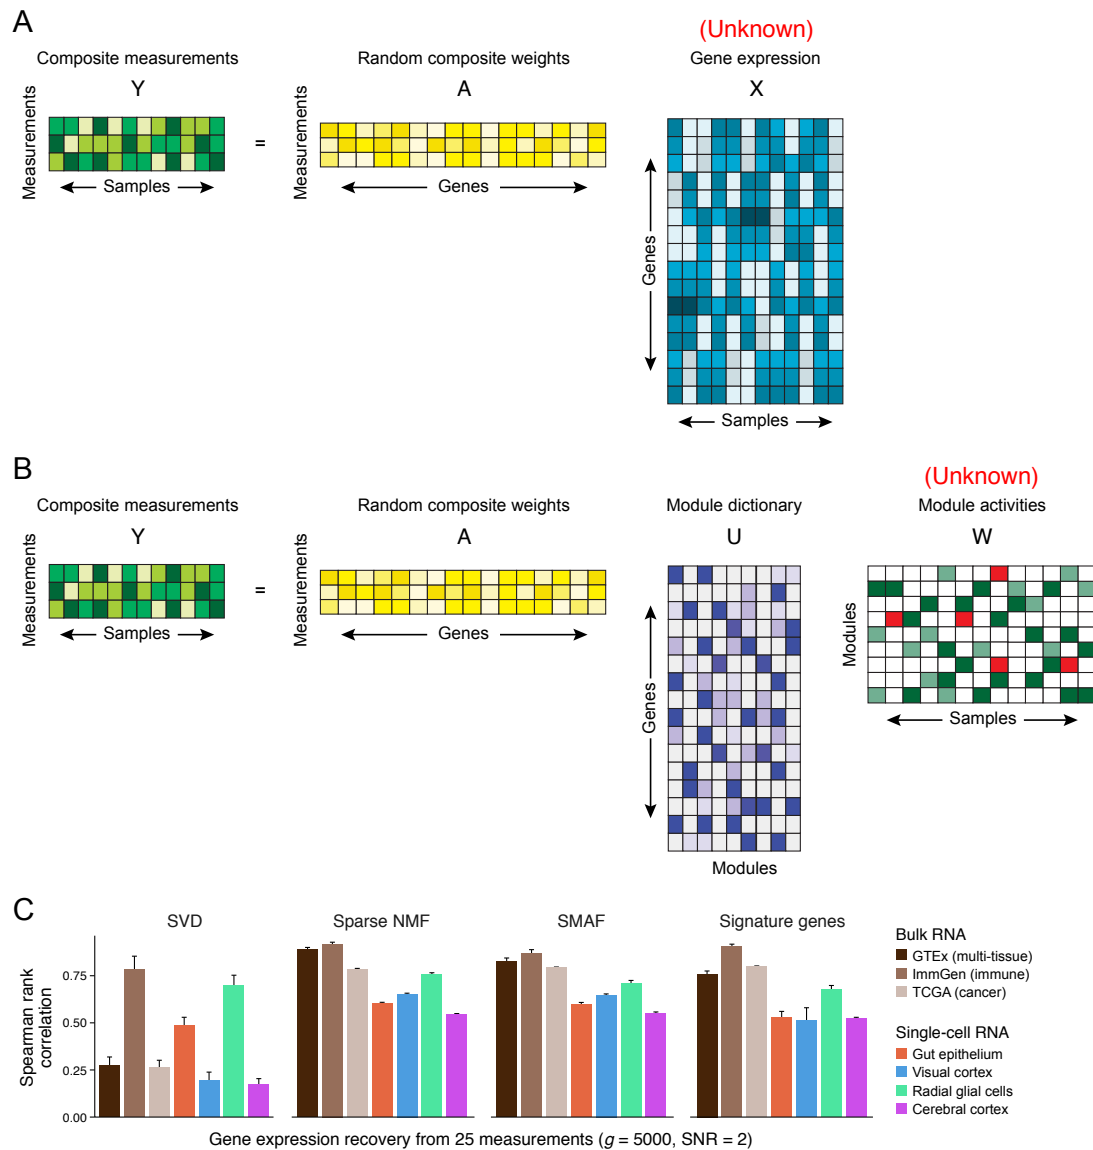 A
(Unknown)
Composite measurements
Random composite weights
Gene expression
Y
A
X
Measurements
=
Measurements
Genes
Samples
Samples
Genes
B
(Unknown)
Composite measurements
Random composite weights
Module dictionary
Module activities
Y
A
U
W
Measurements
=
Measurements
Genes
Modules
Samples
Genes
Samples
Modules
C
SVD
Sparse NMF
SMAF
Signature genes
Spearman rank
correlation
0.75
0.50
0.25
0.00
Bulk RNA
GTEx (multi-tissue)
ImmGen (immune)
TCGA (cancer)
Single-cell RNA
Gut epithelium
Visual cortex
Radial glial cells
Cerebral cortex
Gene expression recovery from 25 measurements (g = 5000, SNR = 2)